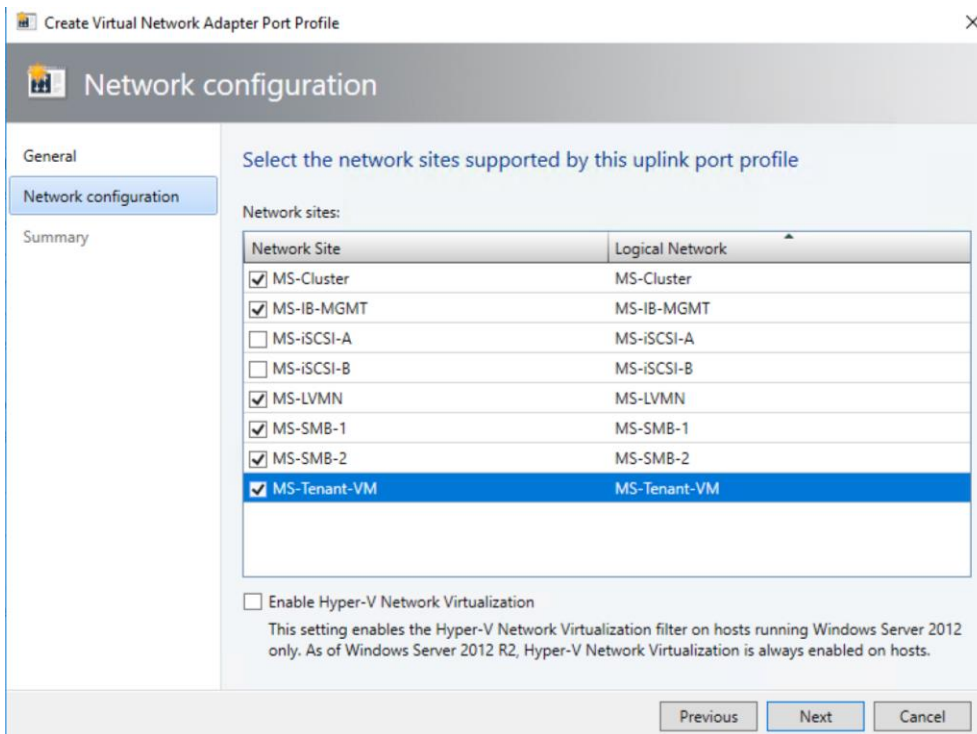 Create Virtual Network Adapter Port Profile
Network configuration
General
Network configuration
Summary
Select the network sites supported by this uplink port profile
Network sites:
Network Site Logical Network
MS-Cluster MS-Cluster
MS-IB-MGMT MS-IB-MGMT
MS-iSCSI-A MS-iSCSI-A
MS-iSCSI-B MS-iSCSI-B
MS-LVMN MS-LVMN
MS-SMB-1 MS-SMB-1
MS-SMB-2 MS-SMB-2
MS-Tenant-VM MS-Tenant-VM
Enable Hyper-V Network Virtualization
This setting enables the Hyper-V Network Virtualization filter on hosts running Windows Server 2012
only. As of Windows Server 2012 R2, Hyper-V Network Virtualization is always enabled on hosts.
Previous Next Cancel